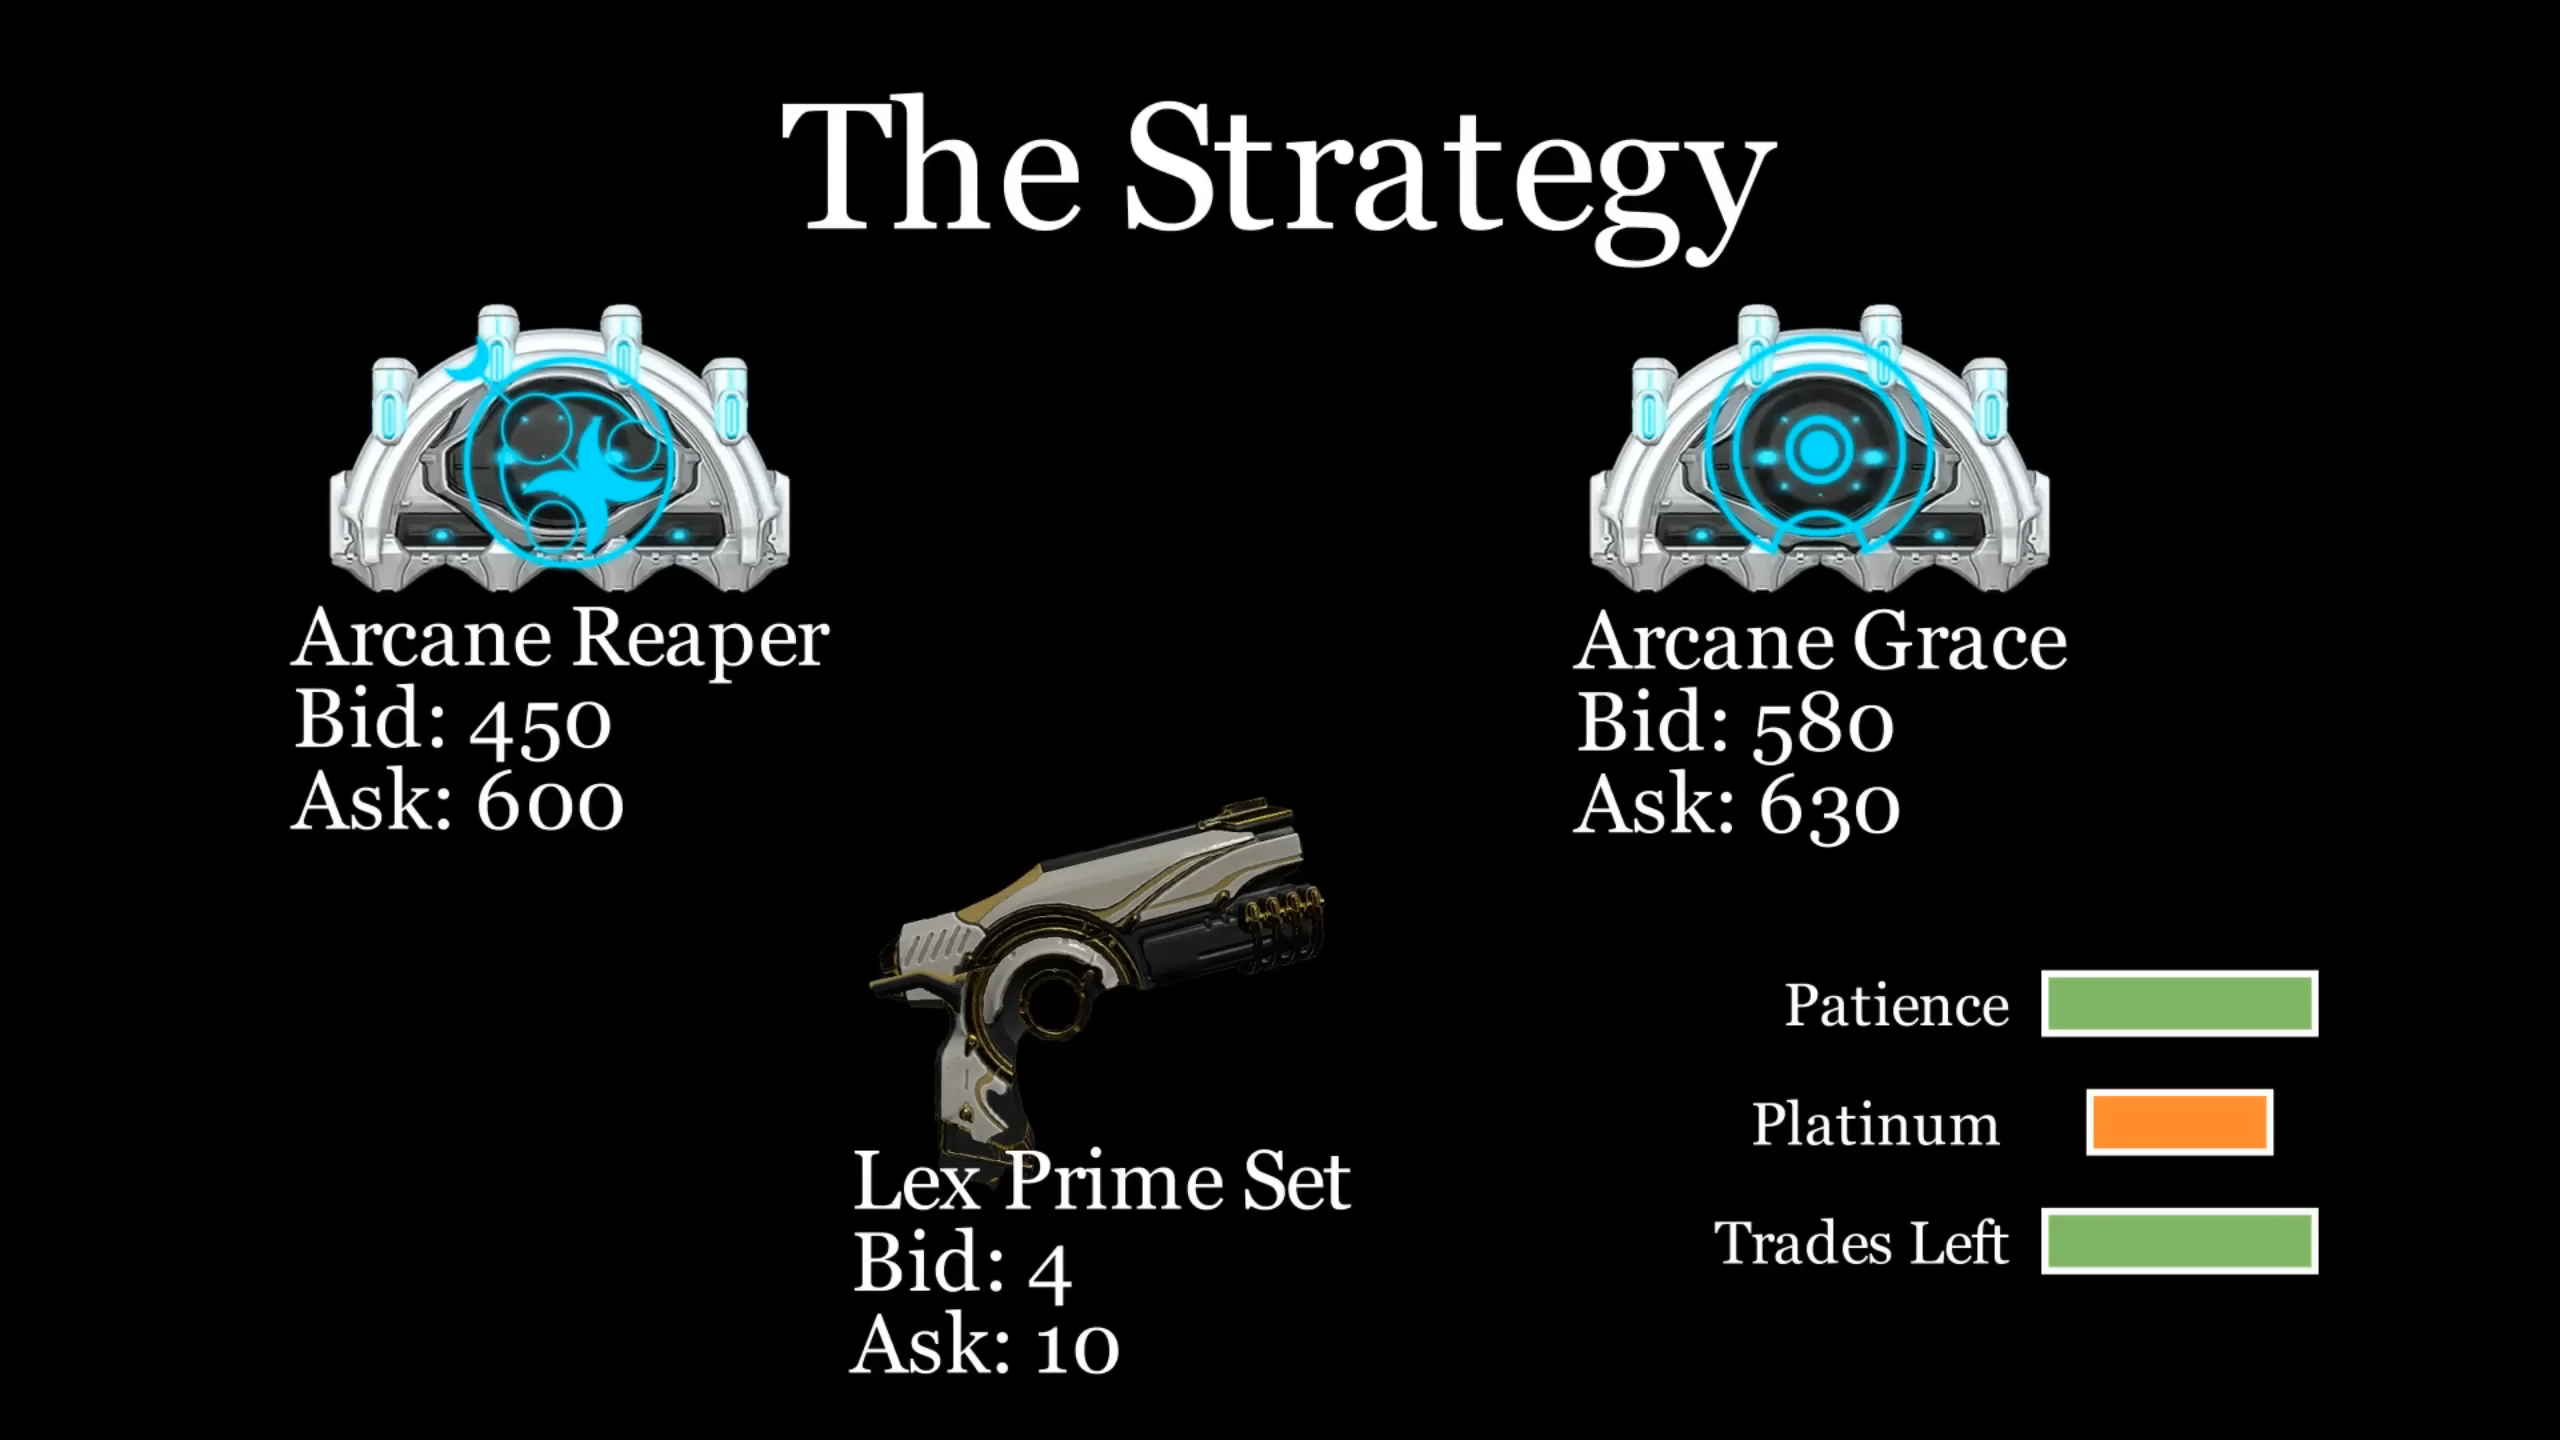 The Strategy
Arcane Reaper
Bid: 450
Ask: 600
Arcane Grace
Bid: 580
Ask: 630
Lex Prime Set
Bid: 4
Ask: 10
Patience
Platinum
Trades Left